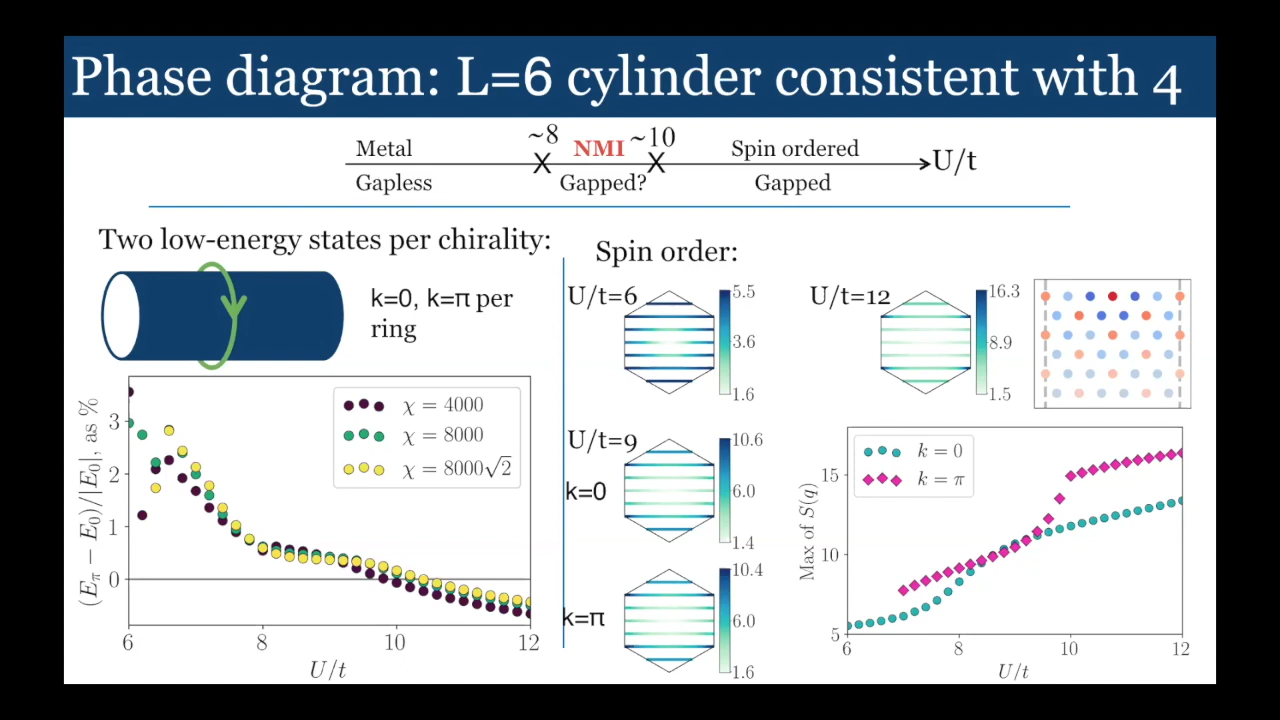 Phase diagram: L=6 cylinder consistent with 4
~8
~10
Metal
NMI
Spin ordered
U/t
Gapless
Gapped?
Gapped
Two low-energy states per chirality:
k=0, k=π per
ring
3
2
1
0
(E_π − E_0)/|E_0|, as %
χ = 4000
χ = 8000
χ = 8000√2
6
8
10
12
U/t
Spin order:
U/t=6
5.5
3.6
1.6
U/t=9
k=0
10.6
6.0
1.4
k=π
10.4
6.0
1.6
U/t=12
16.3
8.9
1.5
Max of S(q)
15
10
5
k = 0
k = π
6
8
10
12
U/t